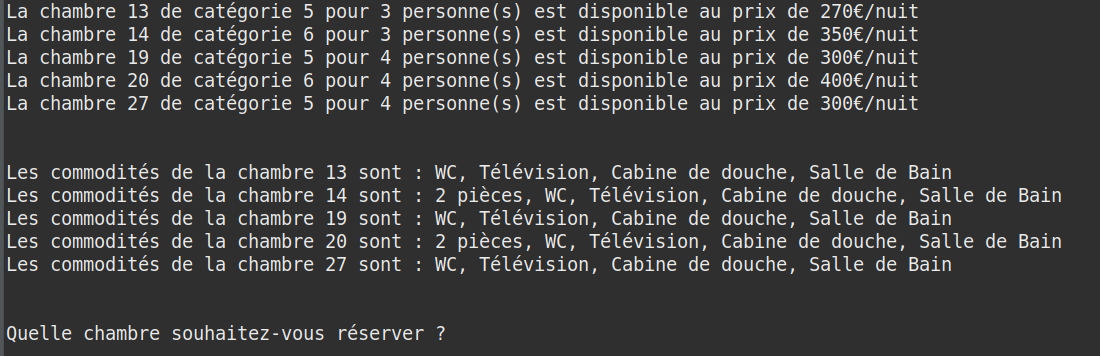 La chambre 13 de catégorie 5 pour 3 personne(s) est disponible au prix de 270€/nuit
La chambre 14 de catégorie 6 pour 3 personne(s) est disponible au prix de 350€/nuit
La chambre 19 de catégorie 5 pour 4 personne(s) est disponible au prix de 300€/nuit
La chambre 20 de catégorie 6 pour 4 personne(s) est disponible au prix de 400€/nuit
La chambre 27 de catégorie 5 pour 4 personne(s) est disponible au prix de 300€/nuit
Les commodités de la chambre 13 sont : WC, Télévision, Cabine de douche, Salle de Bain
Les commodités de la chambre 14 sont : 2 pièces, WC, Télévision, Cabine de douche, Salle de Bain
Les commodités de la chambre 19 sont : WC, Télévision, Cabine de douche, Salle de Bain
Les commodités de la chambre 20 sont : 2 pièces, WC, Télévision, Cabine de douche, Salle de Bain
Les commodités de la chambre 27 sont : WC, Télévision, Cabine de douche, Salle de Bain
Quelle chambre souhaitez-vous réserver ?